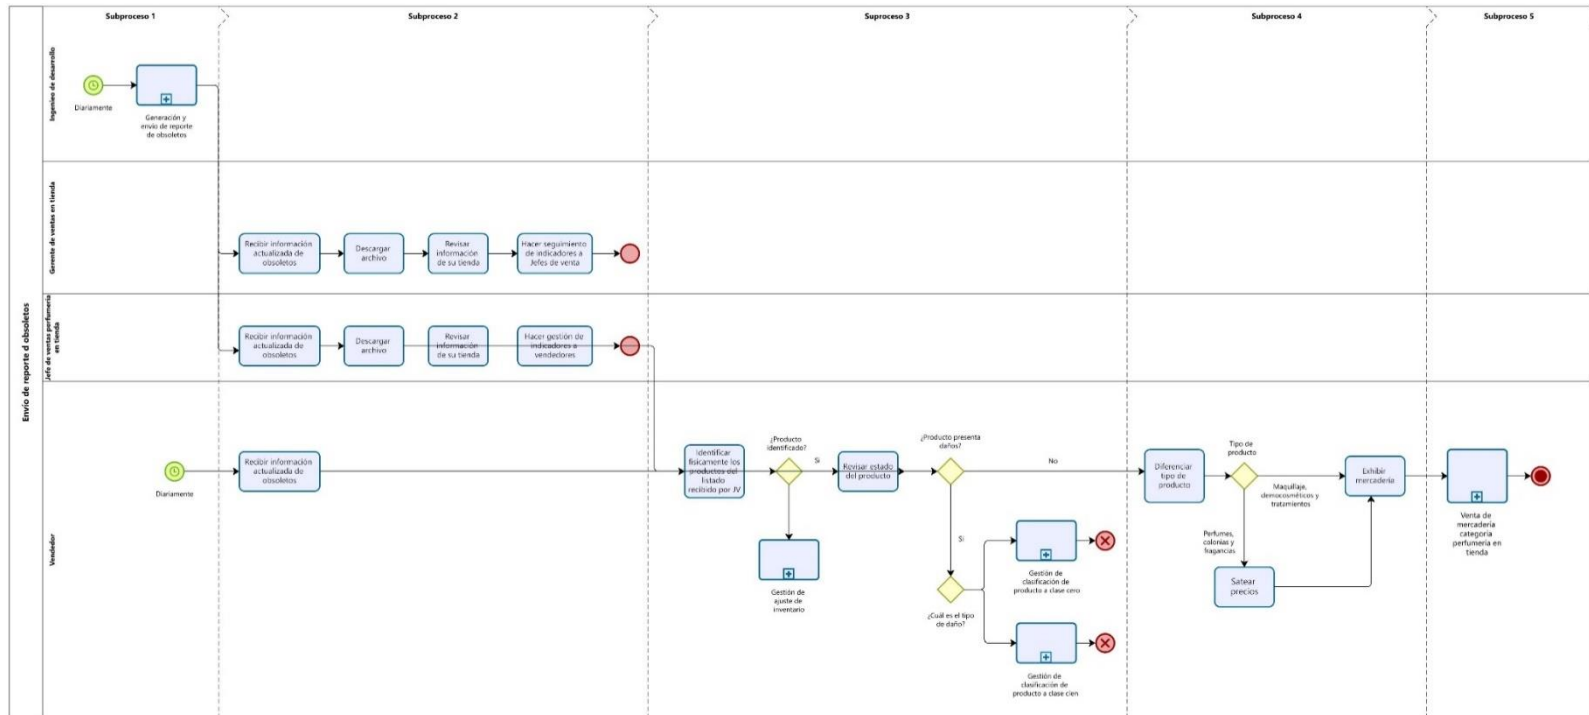 Subproceso 1
Subproceso 2
Suproceso 3
Subproceso 4
Subproceso 5
Envio de reporte d obsoletos
Ingenieo de desarrollo
Diariamente
Generación y
envio de reporte
de obsoletos
Gerente de ventas en tienda
Recibir información
actualizada de
obsoletos
Descargar
archivo
Revisar
información
de su tienda
Hacer seguimiento
de indicadores a
Jefes de venta
Jefe de ventas perfumería
en tienda
Recibir información
actualizada de
obsoletos
Descargar
archivo
Revisar
información
de su tienda
Hacer gestión de
indicadores a
vendedores
Vendedor
Diariamente
Recibir información
actualizada de
obsoletos
Identificar
fisicamente los
productos del
listado
recibido por JV
¿Producto
identificado?
Si
Revisar estado
del producto
¿Producto presenta
daños?
No
Si
¿Cuál es el tipo
de daño?
Gestión de
ajuste de
inventario
Gestión de
clasificación de
producto a clase cero
Gestión de
clasificación de
producto a clase cien
Diferenciar
tipo de
producto
Tipo de
producto
Maquillaje,
democosméticos y
tratamientos
Perfumes,
colonias y
fragancias
Satear
precios
Exhibir
mercadería
Venta de
mercadería
categoría
perfumería en
tienda